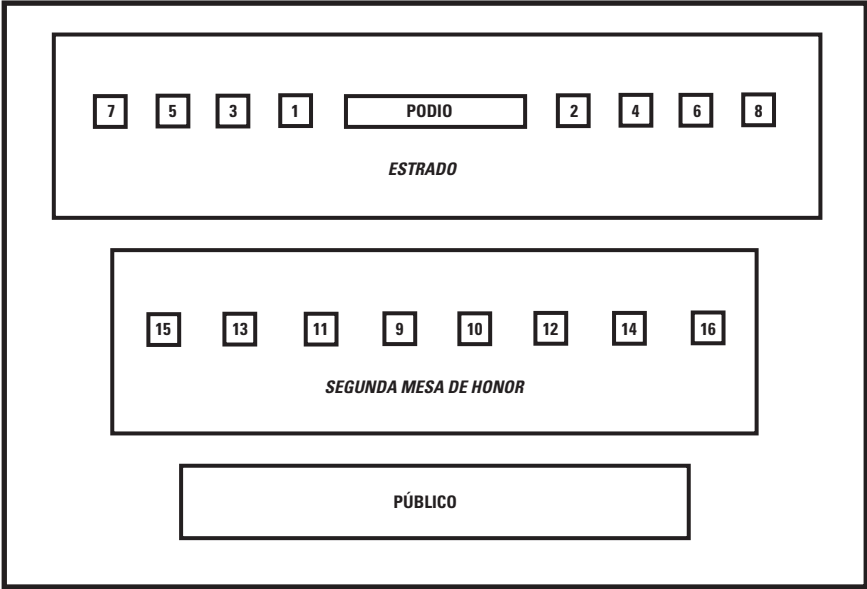 7 5 3 1 PODIO 2 4 6 8
ESTRADO
15 13 11 9 10 12 14 16
SEGUNDA MESA DE HONOR
PÚBLICO